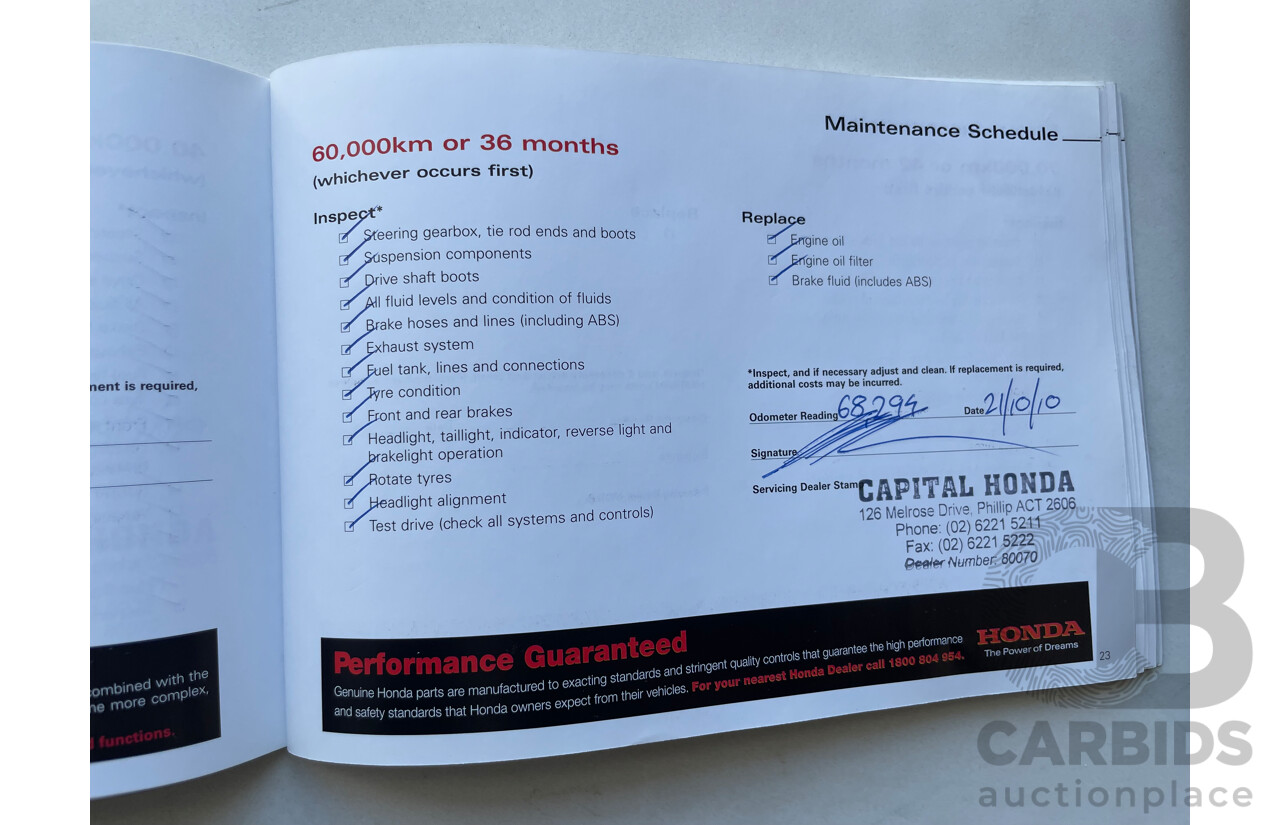 ment is required,
ombined with the
he more complex,
functions.
Maintenance Schedule
60,000km or 36 months
(whichever occurs first)
Inspect*
Steering gearbox, tie rod ends and boots
Suspension components
Drive shaft boots
All fluid levels and condition of fluids
Brake hoses and lines (including ABS)
Exhaust system
Fuel tank, lines and connections
Tyre condition
Front and rear brakes
Headlight, taillight, indicator, reverse light and
brakelight operation
Rotate tyres
Headlight alignment
Test drive (check all systems and controls)
Replace
Engine oil
Engine oil filter
Brake fluid (includes ABS)
*Inspect, and if necessary adjust and clean. If replacement is required,
additional costs may be incurred.
Odometer Reading 68,294 Date 21/10/10
Signature
Servicing Dealer Stam
CAPITAL HONDA
126 Melrose Drive, Phillip ACT 2606
Phone: (02) 6221 5211
Fax: (02) 6221 5222
Dealer Number 80070
Performance Guaranteed
Genuine Honda parts are manufactured to exacting standards and stringent quality controls that guarantee the high performance
and safety standards that Honda owners expect from their vehicles. For your nearest Honda Dealer call 1800 804 954.
HONDA
The Power of Dreams
23
B
CARBIDS
auctionplace